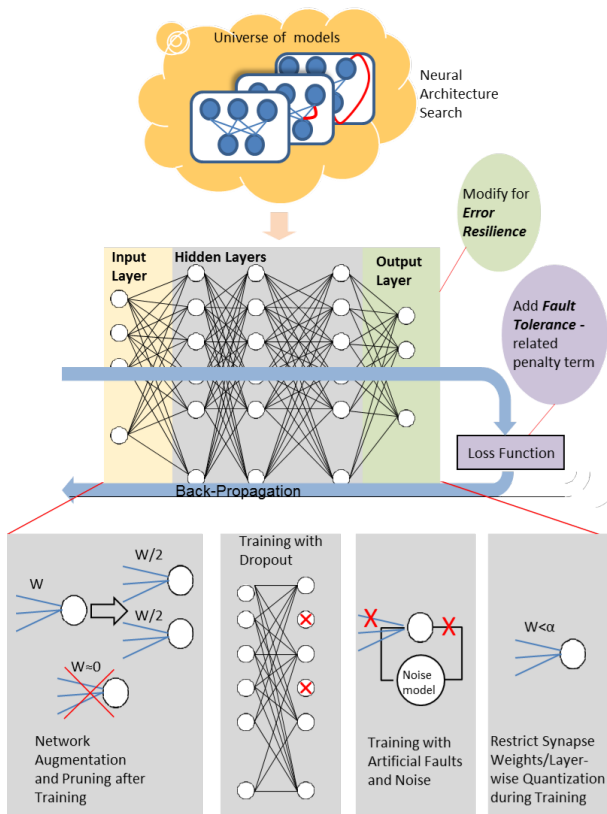 Universe of models
Neural
Architecture
Search
Modify for
Error
Resilience
Input
Layer
Hidden Layers
Output
Layer
Add Fault
Tolerance -
related
penalty term
Loss Function
Back-Propagation
W
W/2
W/2
W≈0
Network
Augmentation
and Pruning after
Training
Training with
Dropout
Noise
model
Training with
Artificial Faults
and Noise
W<α
Restrict Synapse
Weights/Layer-
wise Quantization
during Training